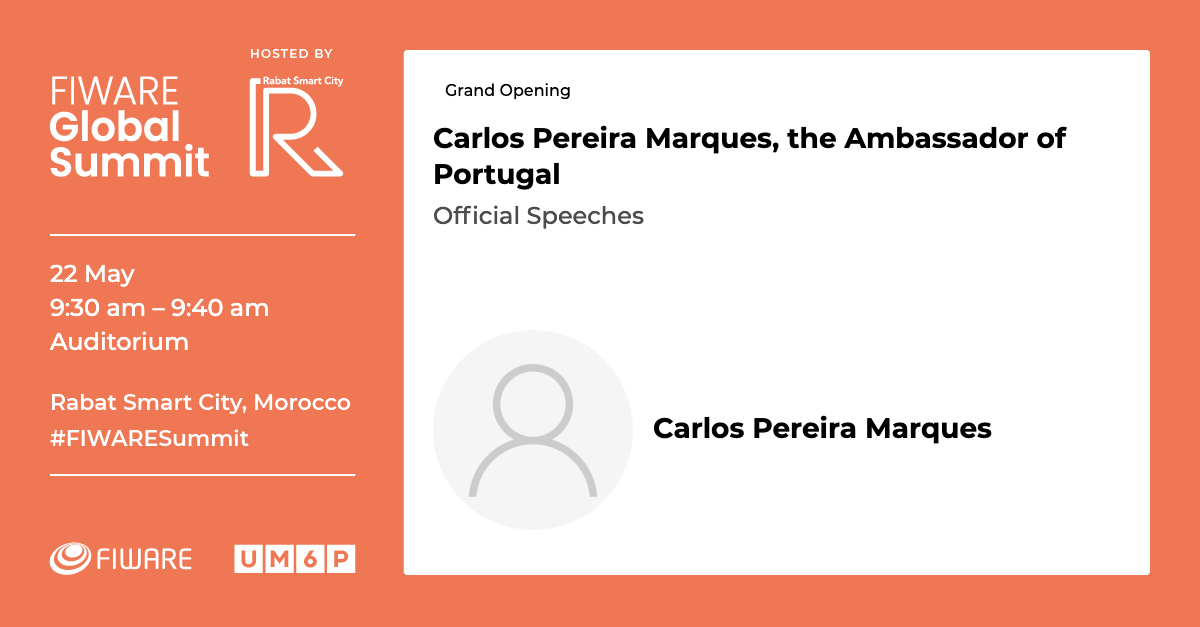 HOSTED BY
FIWARE
Global
Summit
Rabat Smart City
R
22 May
9:30 am – 9:40 am
Auditorium
Rabat Smart City, Morocco
#FIWARESummit
FIWARE
UM6P
Grand Opening
Carlos Pereira Marques, the Ambassador of
Portugal
Official Speeches
Carlos Pereira Marques